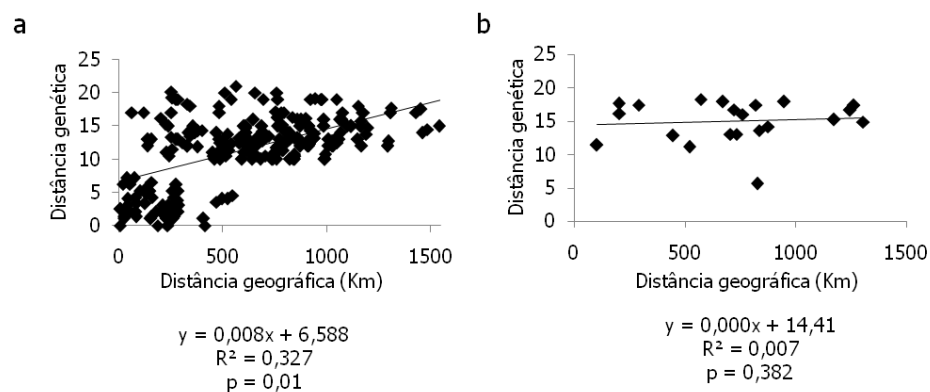 a
25
20
15
10
5
0
Distância genética
0 500 1000 1500
Distância geográfica (Km)
y = 0,008x + 6,588
R² = 0,327
p = 0,01
b
25
20
15
10
5
0
Distância genética
0 500 1000 1500
Distância geográfica (Km)
y = 0,000x + 14,41
R² = 0,007
p = 0,382